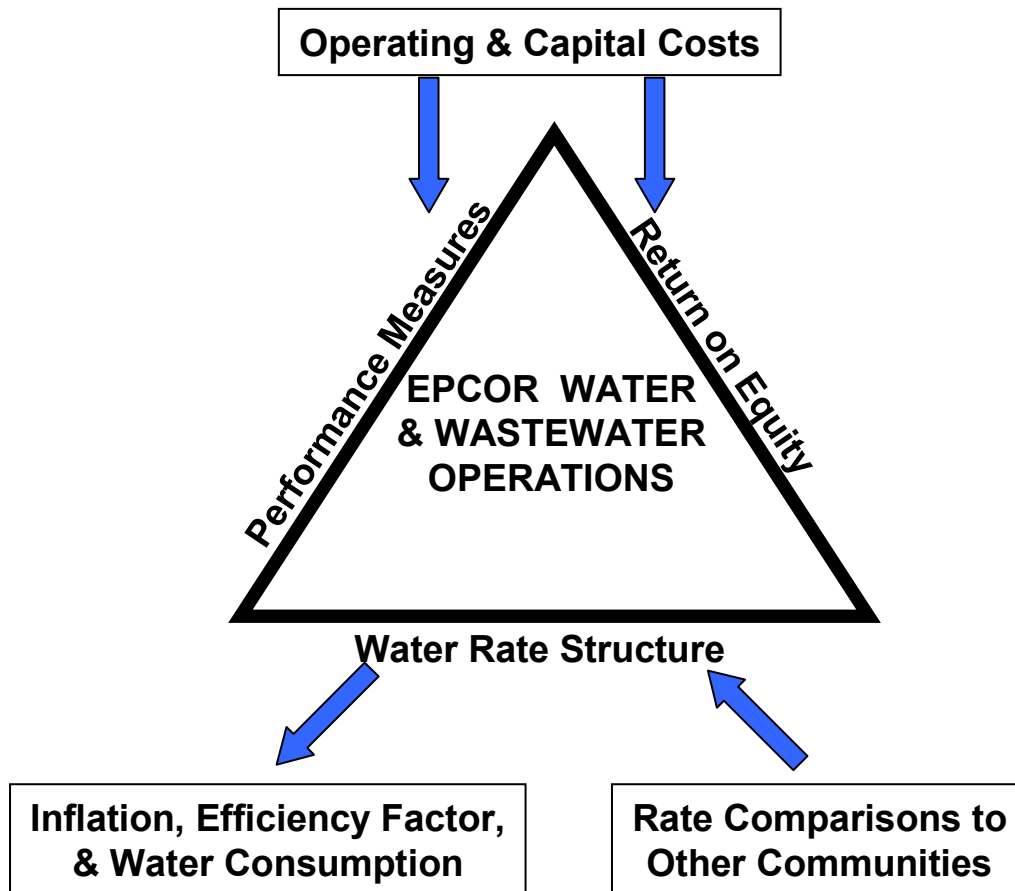 Operating & Capital Costs
Performance Measures
Return on Equity
EPCOR WATER
& WASTEWATER
OPERATIONS
Water Rate Structure
Inflation, Efficiency Factor,
& Water Consumption
Rate Comparisons to
Other Communities